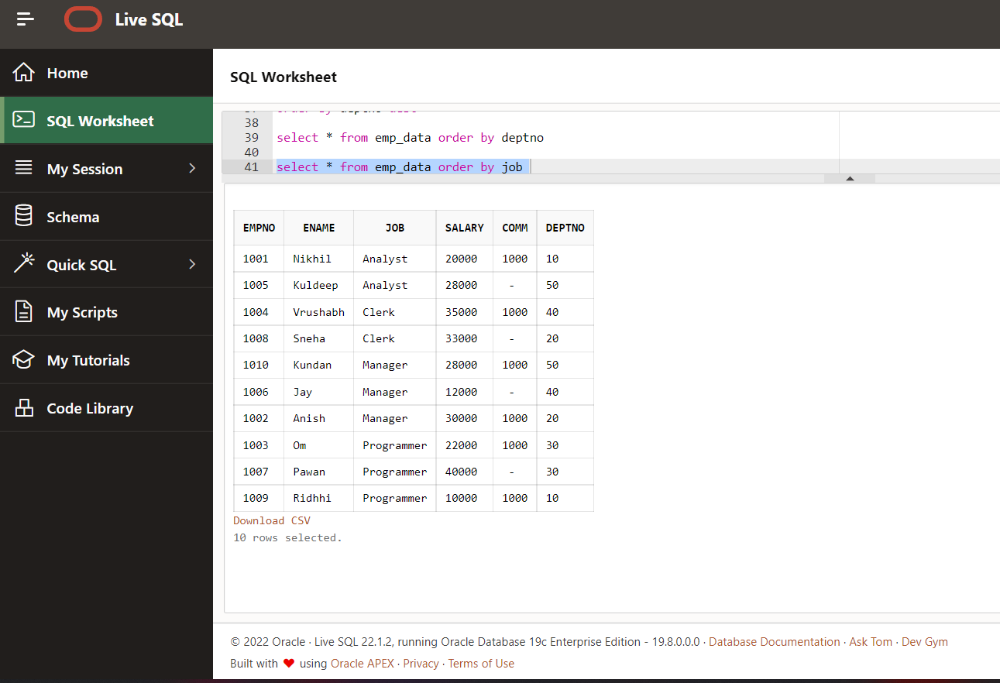 Live SQL
Home
SQL Worksheet
My Session
Schema
Quick SQL
My Scripts
My Tutorials
Code Library
SQL Worksheet
38
39 select * from emp_data order by deptno
40
41 select * from emp_data order by job
EMPNO ENAME JOB SALARY COMM DEPTNO
1001 Nikhil Analyst 20000 1000 10
1005 Kuldeep Analyst 28000 - 50
1004 Vrushabh Clerk 35000 1000 40
1008 Sneha Clerk 33000 - 20
1010 Kundan Manager 28000 1000 50
1006 Jay Manager 12000 - 40
1002 Anish Manager 30000 1000 20
1003 Om Programmer 22000 1000 30
1007 Pawan Programmer 40000 - 30
1009 Ridhhi Programmer 10000 1000 10
Download CSV
10 rows selected.
© 2022 Oracle · Live SQL 22.1.2, running Oracle Database 19c Enterprise Edition - 19.8.0.0.0 · Database Documentation · Ask Tom · Dev Gym
Built with ❤ using Oracle APEX · Privacy · Terms of Use